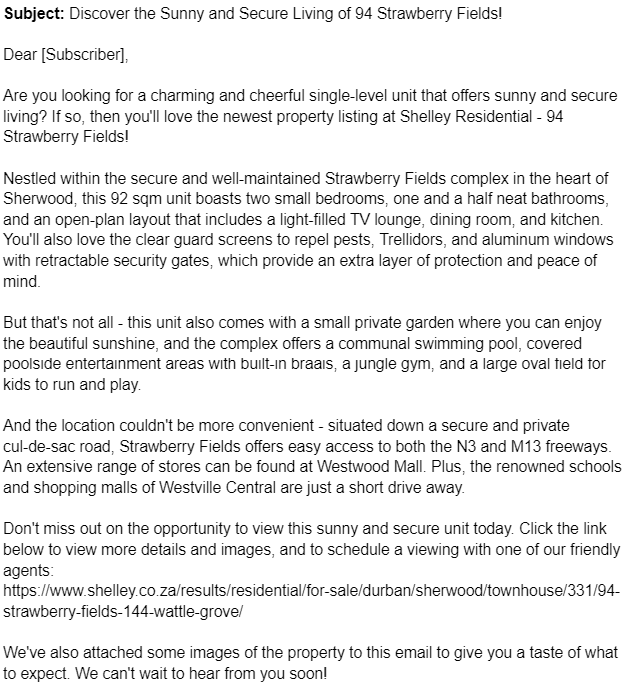 Subject: Discover the Sunny and Secure Living of 94 Strawberry Fields!
Dear [Subscriber],
Are you looking for a charming and cheerful single-level unit that offers sunny and secure
living? If so, then you'll love the newest property listing at Shelley Residential - 94
Strawberry Fields!
Nestled within the secure and well-maintained Strawberry Fields complex in the heart of
Sherwood, this 92 sqm unit boasts two small bedrooms, one and a half neat bathrooms,
and an open-plan layout that includes a light-filled TV lounge, dining room, and kitchen.
You'll also love the clear guard screens to repel pests, Trellidors, and aluminum windows
with retractable security gates, which provide an extra layer of protection and peace of
mind.
But that's not all - this unit also comes with a small private garden where you can enjoy
the beautiful sunshine, and the complex offers a communal swimming pool, covered
poolside entertainment areas with built-in braais, a jungle gym, and a large oval field for
kids to run and play.
And the location couldn't be more convenient - situated down a secure and private
cul-de-sac road, Strawberry Fields offers easy access to both the N3 and M13 freeways.
An extensive range of stores can be found at Westwood Mall. Plus, the renowned schools
and shopping malls of Westville Central are just a short drive away.
Don't miss out on the opportunity to view this sunny and secure unit today. Click the link
below to view more details and images, and to schedule a viewing with one of our friendly
agents:
https://www.shelley.co.za/results/residential/for-sale/durban/sherwood/townhouse/331/94-
strawberry-fields-144-wattle-grove/
We've also attached some images of the property to this email to give you a taste of what
to expect. We can't wait to hear from you soon!